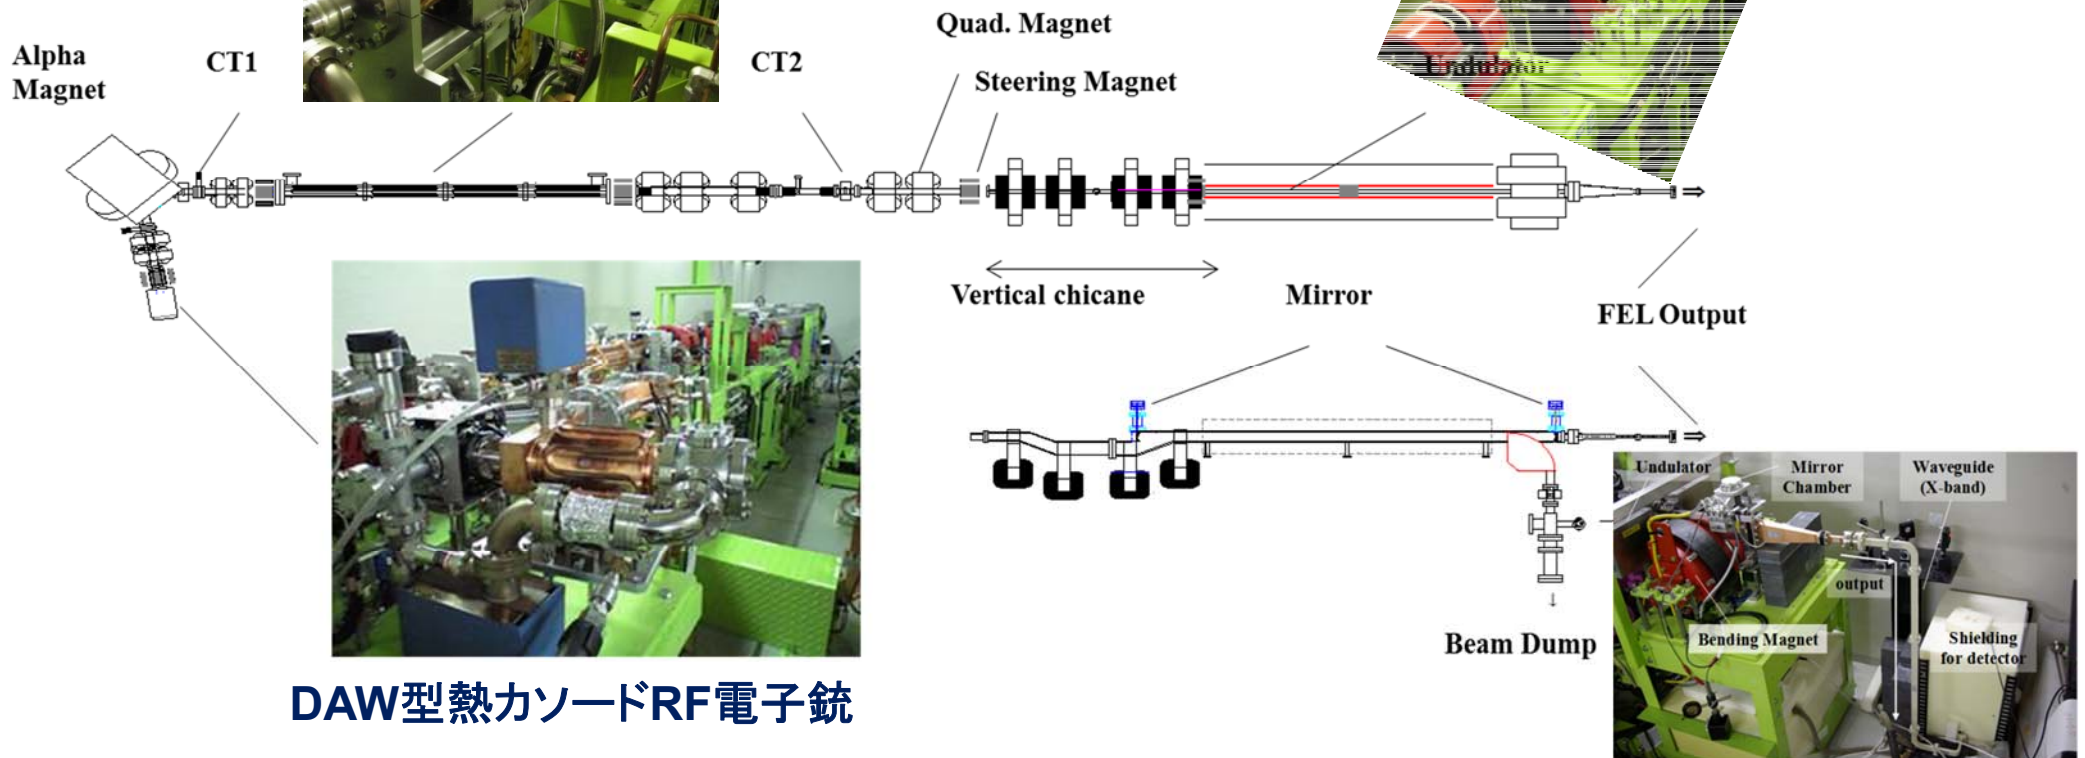 Quad. Magnet
Alpha
Magnet
CT1
CT2
Steering Magnet
Undulator
Vertical chicane
Mirror
FEL Output
Undulator
Mirror
Chamber
Waveguide
(X-band)
output
Bending Magnet
Shielding
for detector
Beam Dump
DAW型熱カソードRF電子銃